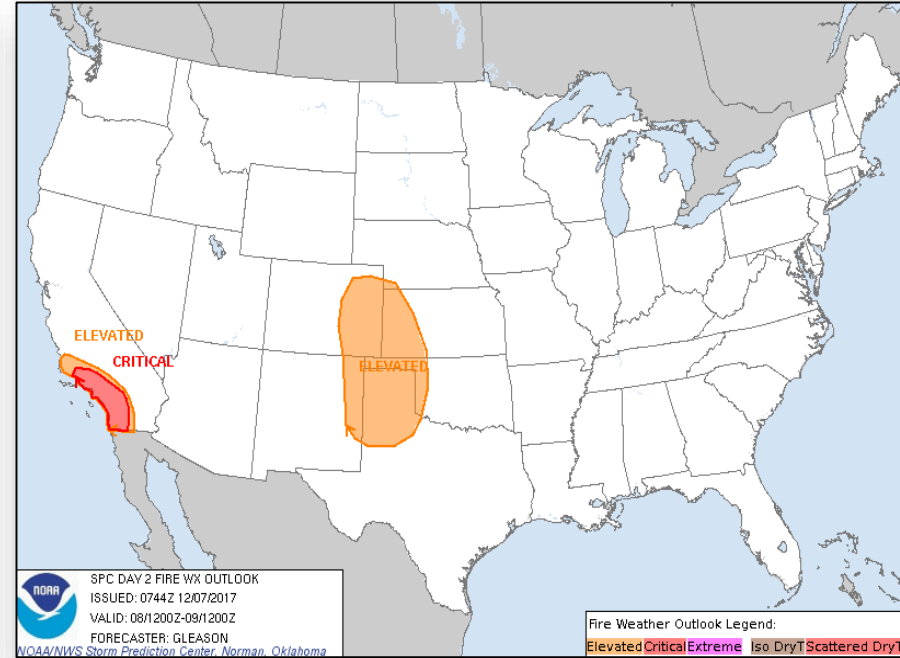 ELEVATED
CRITICAL
ELEVATED
NOAA
SPC DAY 2 FIRE WX OUTLOOK
ISSUED: 0744Z 12/07/2017
VALID: 08/1200Z-09/1200Z
FORECASTER: GLEASON
NOAA/NWS Storm Prediction Center, Norman, Oklahoma
Fire Weather Outlook Legend:
Elevated Critical Extreme Iso DryT Scattered DryT